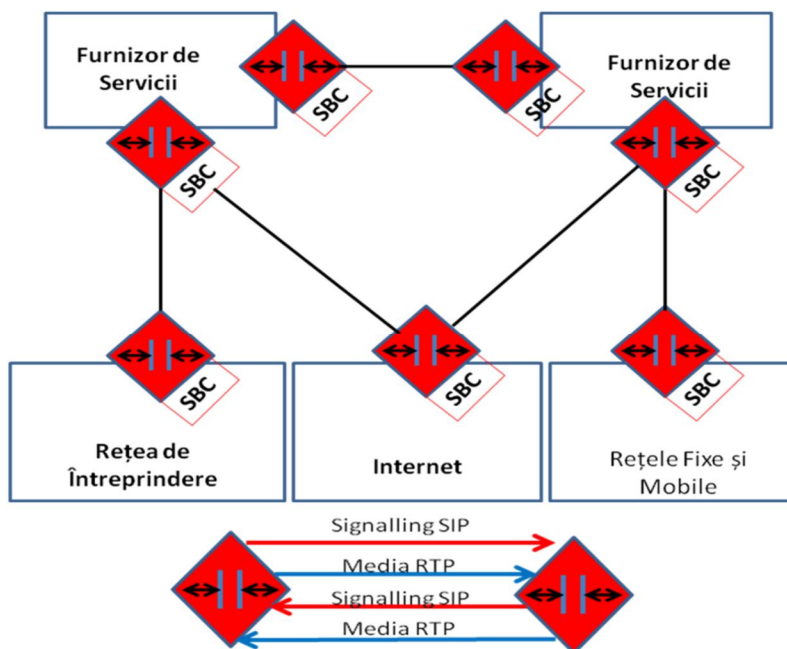 Furnizor de
Servicii
SBC
SBC
Furnizor de
Servicii
SBC
SBC
SBC
Rețea de
Întreprindere
SBC
Internet
SBC
Rețele Fixe și
Mobile
Signalling SIP
Media RTP
Signalling SIP
Media RTP